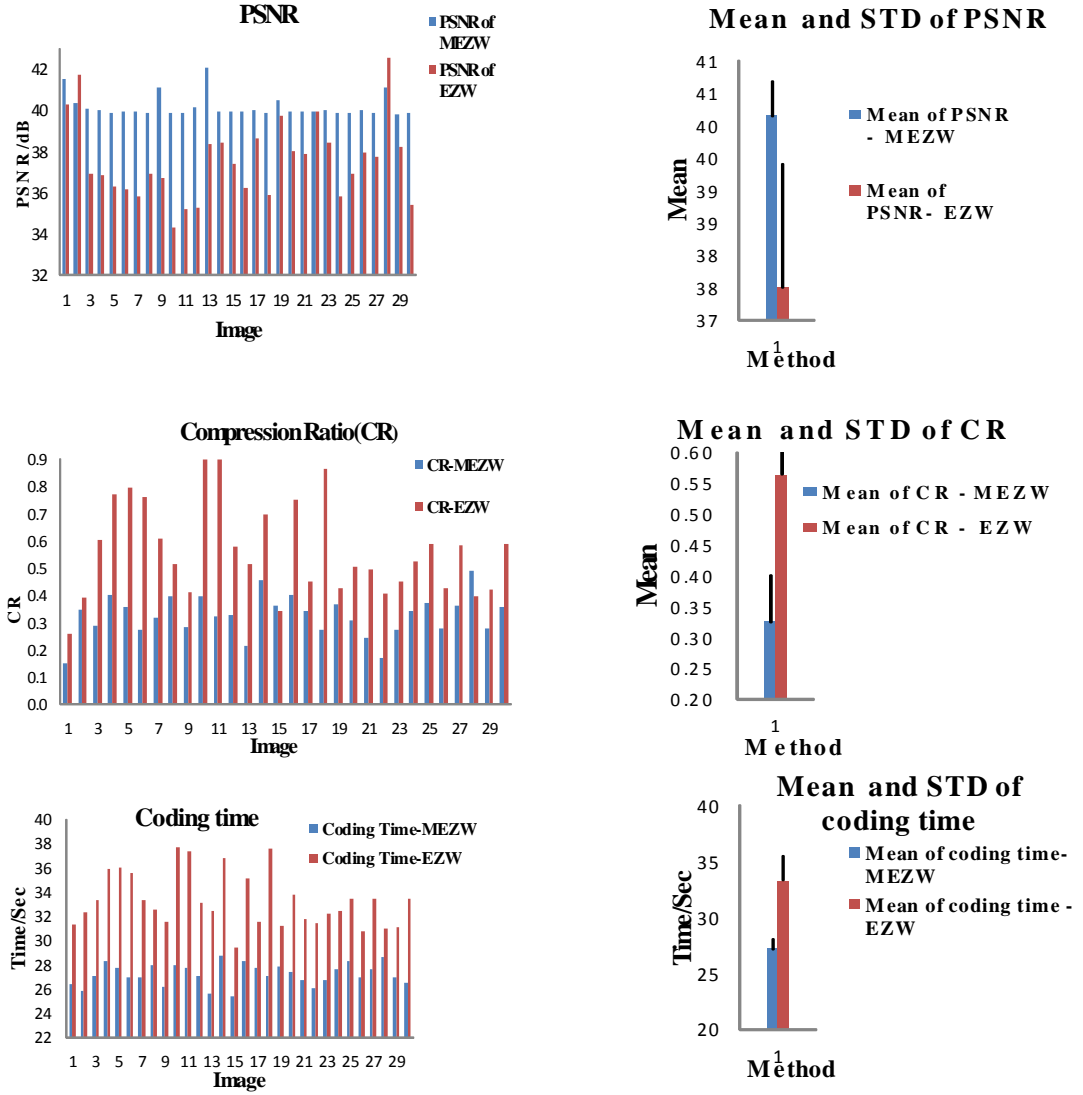 PSNR
PSNR of MEZW
PSNR of EZW
42
40
38
36
34
32
PSNR/dB
1 3 5 7 9 11 13 15 17 19 21 23 25 27 29
Image
Mean and STD of PSNR
41
41
40
40
39
39
38
38
37
Mean
Mean of PSNR - MEZW
Mean of PSNR- EZW
1
Method
Compression Ratio(CR)
CR-MEZW
CR-EZW
0.9
0.8
0.7
0.6
0.5
0.4
0.3
0.2
0.1
0.0
CR
1 3 5 7 9 11 13 15 17 19 21 23 25 27 29
Image
Mean and STD of CR
0.60
0.55
0.50
0.45
0.40
0.35
0.30
0.25
0.20
Mean
Mean of CR - MEZW
Mean of CR - EZW
1
Method
Coding time
Coding Time-MEZW
Coding Time-EZW
40
38
36
34
32
30
28
26
24
22
Time/Sec
1 3 5 7 9 11 13 15 17 19 21 23 25 27 29
Image
Mean and STD of
coding time
40
35
30
25
20
Time/Sec
Mean of coding time-
MEZW
Mean of coding time -
EZW
1
Method